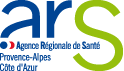 ars
Agence Régionale de Santé
Provence-Alpes
Côte d'Azur